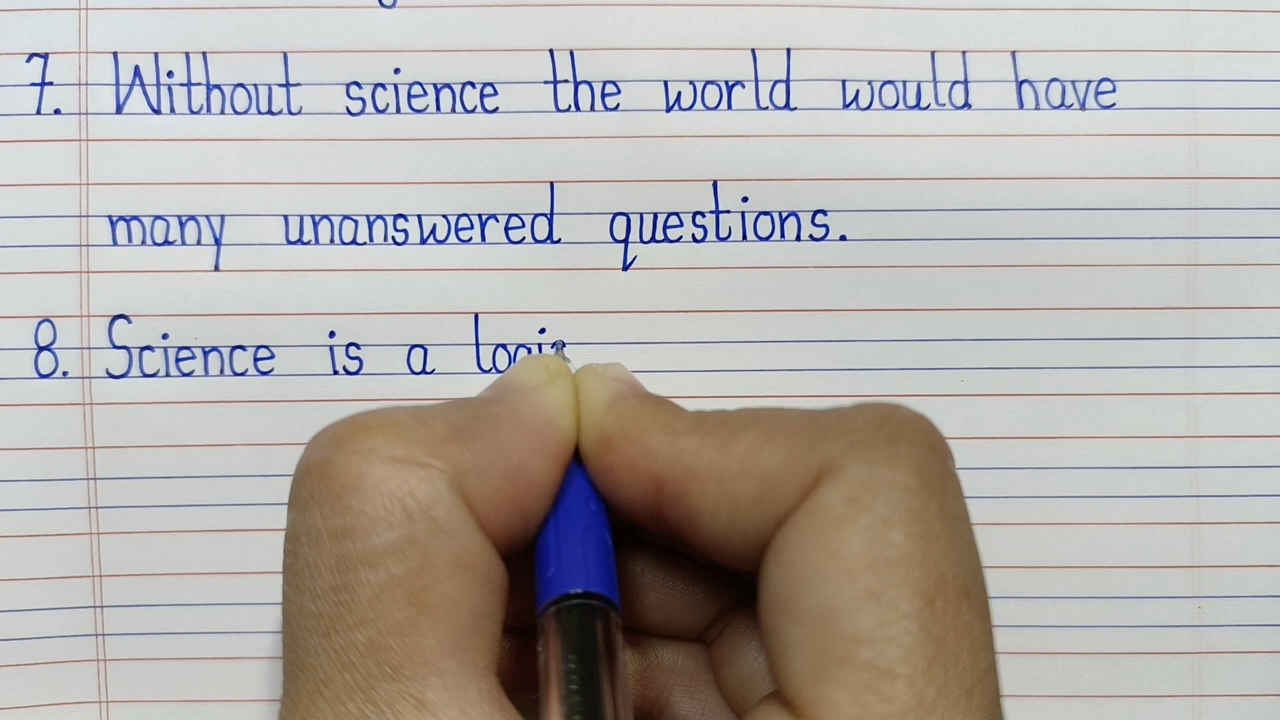 7. Without science the world would have
many unanswered questions.
8. Science is a